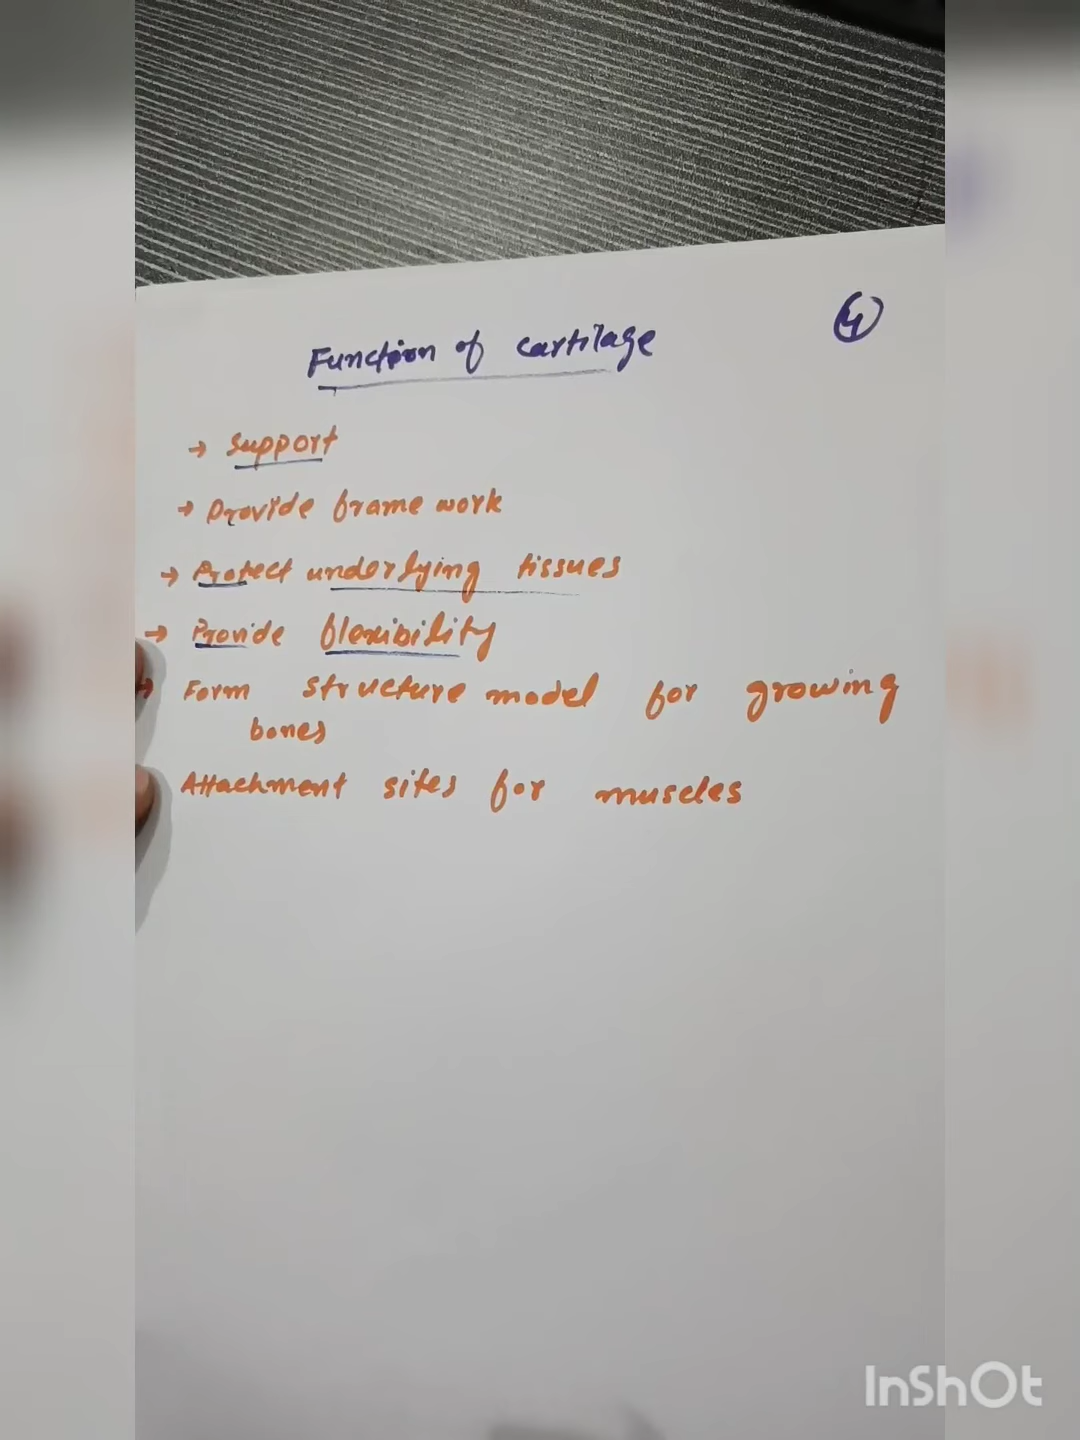 Function of cartilage
4
→ Support
→ Provide frame work
→ Protect underlying tissues
→ Provide flexibility
→ Form structure model for growing
bones
Attachment sites for muscles
InShOt